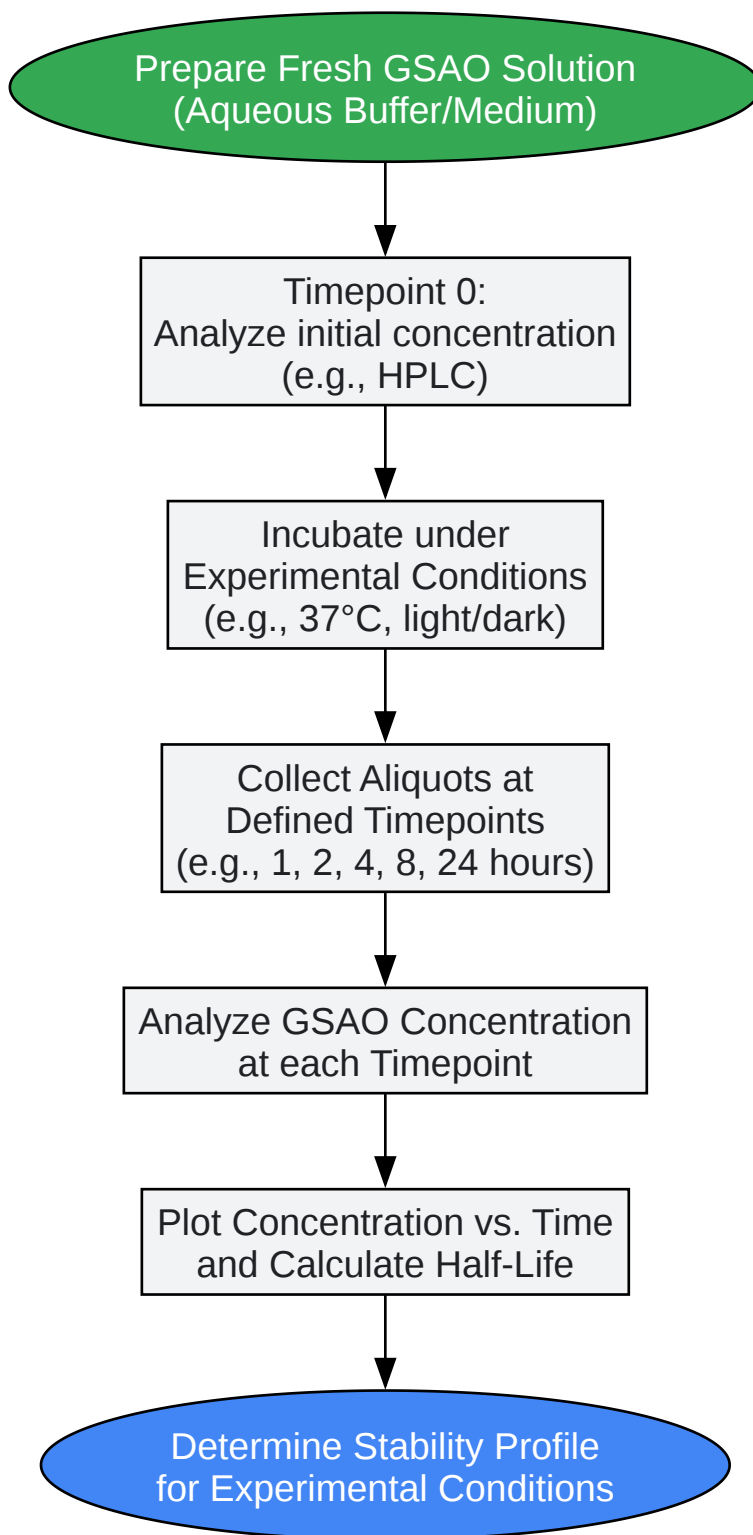 Prepare Fresh GSAO Solution
(Aqueous Buffer/Medium)
Timepoint 0:
Analyze initial concentration
(e.g., HPLC)
Incubate under
Experimental Conditions
(e.g., 37°C, light/dark)
Collect Aliquots at
Defined Timepoints
(e.g., 1, 2, 4, 8, 24 hours)
Analyze GSAO Concentration
at each Timepoint
Plot Concentration vs. Time
and Calculate Half-Life
Determine Stability Profile
for Experimental Conditions